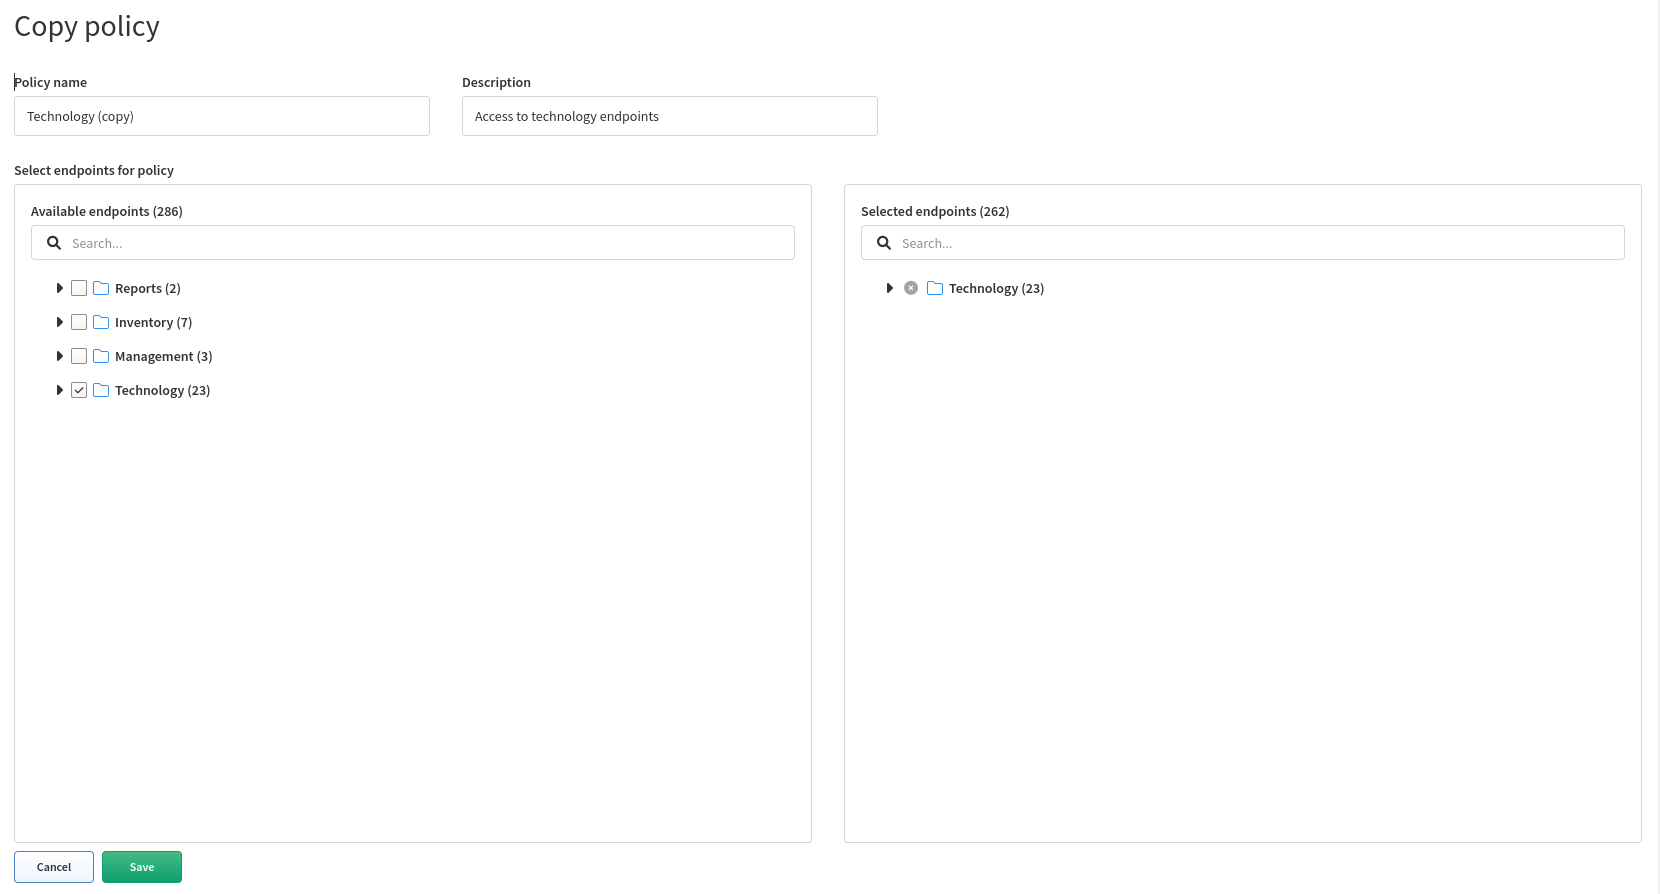 Copy policy
Policy name
Description
Technology (copy)
Access to technology endpoints
Select endpoints for policy
Available endpoints (286)
Search...
Reports (2)
Inventory (7)
Management (3)
Technology (23)
Selected endpoints (262)
Search...
Technology (23)
Cancel
Save